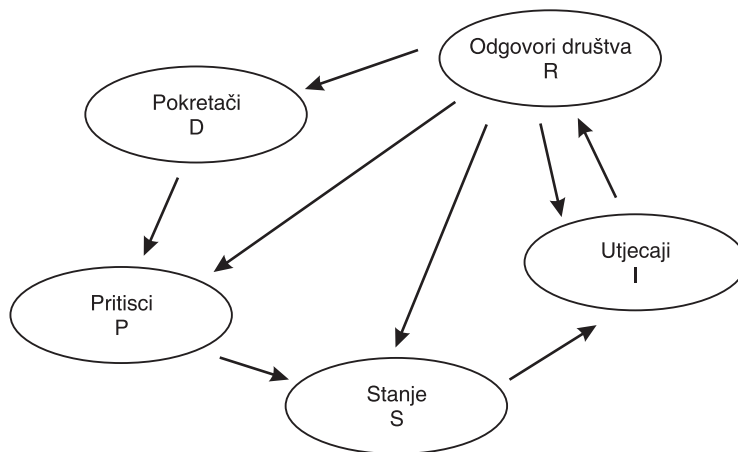 Odgovori društva
R
Pokretači
D
Utjecaji
I
Pritisci
P
Stanje
S